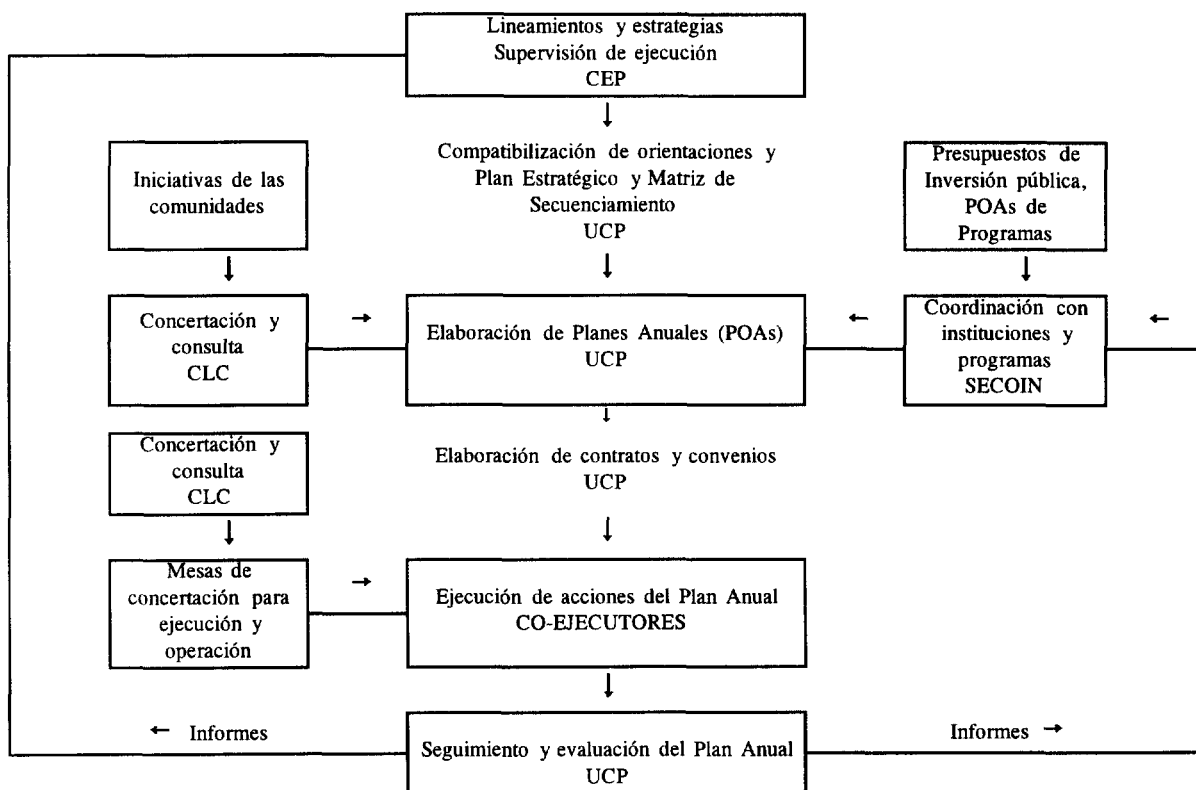 Lineamientos y estrategias
Supervisión de ejecución
CEP
↓
Iniciativas de las
comunidades
↓
Compatibilización de orientaciones y
Plan Estratégico y Matriz de
Secuenciamiento
UCP
↓
Presupuestos de
Inversión pública,
POAs de
Programas
↓
Concertación y
consulta
CLC
→
Elaboración de Planes Anuales (POAs)
UCP
←
Coordinación con
instituciones y
programas
SECOIN
←
↓
Concertación y
consulta
CLC
↓
Elaboración de contratos y convenios
UCP
↓
Mesas de
concertación para
ejecución y
operación
→
Ejecución de acciones del Plan Anual
CO-EJECUTORES
↓
← Informes
Seguimiento y evaluación del Plan Anual
UCP
Informes →